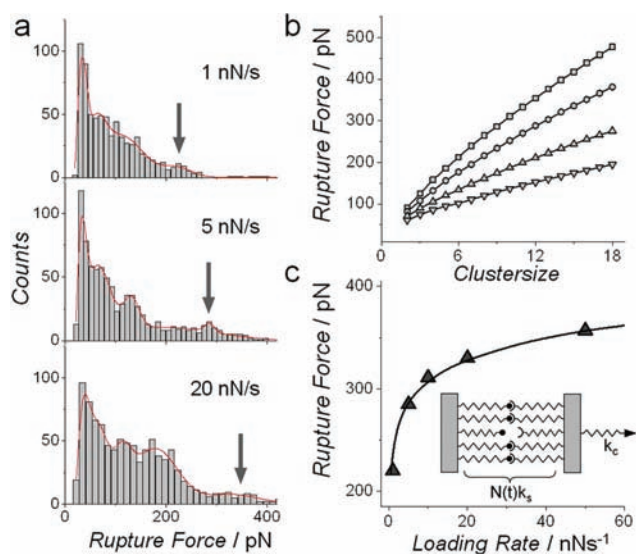 a
1 nN/s
100
50
0
5 nN/s
100
50
0
20 nN/s
100
50
0
0 200 400
Counts
Rupture Force / pN
b
Rupture Force / pN
500
400
300
200
100
0 6 12 18
Clustersize
c
Rupture Force / pN
400
300
200
0 20 40 60
Loading Rate / nNs-1
N(t)ks
kc